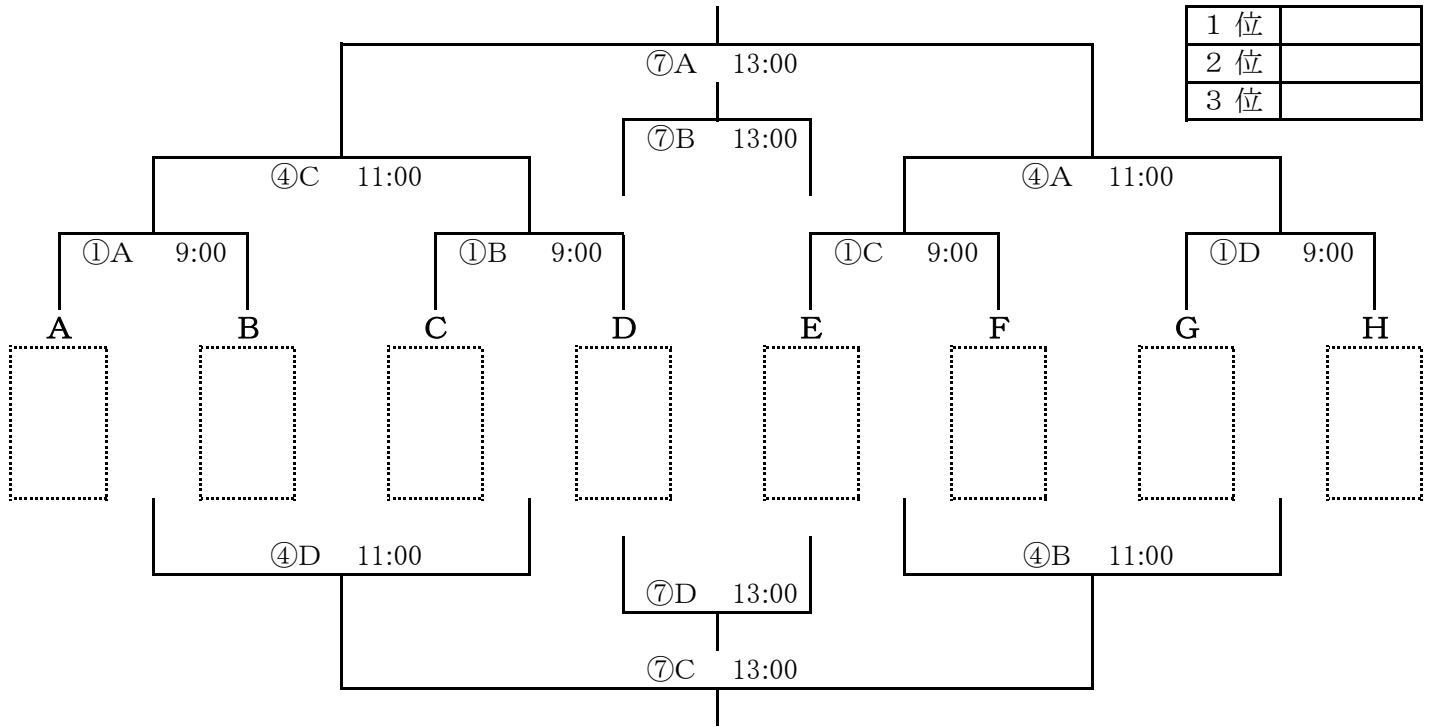 1 位
2 位
3 位
⑦A 13:00
⑦B 13:00
④C 11:00
④A 11:00
①A 9:00
①B 9:00
①C 9:00
①D 9:00
A B C D E F G H
④D 11:00
④B 11:00
⑦D 13:00
⑦C 13:00